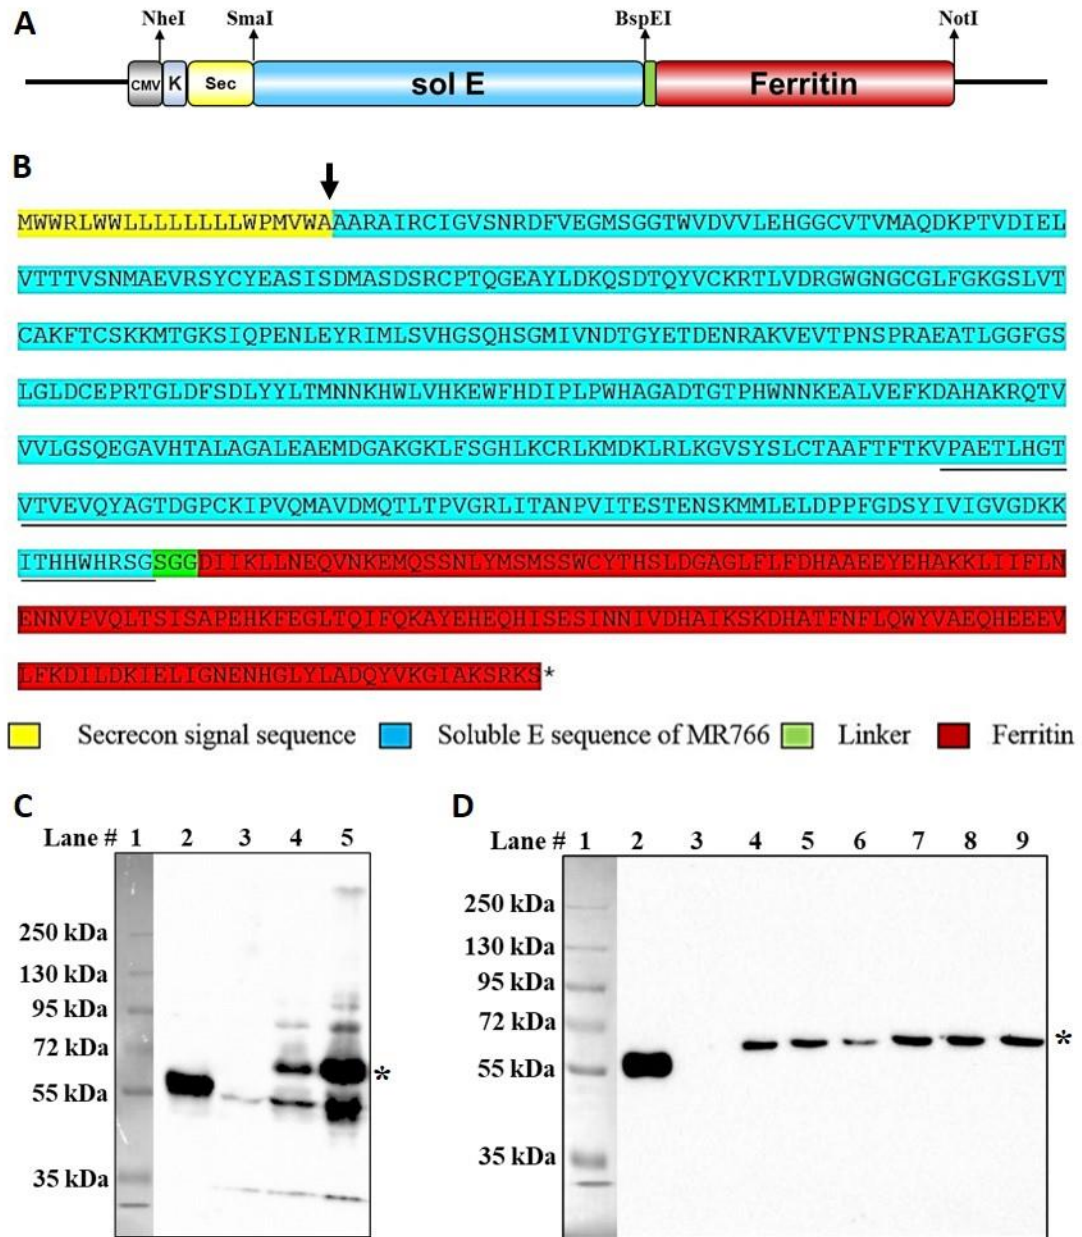 A
NheI SmaI BspEI NotI
CMV K Sec sol E Ferritin
B
MWWRLWWLLLLLLLLWPMVWAAARAIRCIGVSNRDFVEGMSGGTWVDVVLEHGGCVTVMAQDKPTVDIEL
VTTTVSNMAEVRSYCYEASISDMASDSRCPTQGEAYLDKQSDTQYVCKRTLVDRGWGNGCGLFGKGSLVT
CAKFTCSKKMTGKSIQPENLEYRIMLSVHGSQHSGMIVNDTGYETDENRAKVEVTPNSPRAEATLGGFGS
LGLDCEPRTGLDFSDLYYLTMNNKHWLVHKEWFHDIPLPWHAGADTGTPHWNNKEALVEFKDAHAKRQTV
VVLGSQEGAVHTALAGALEAEMDGAKGKLFSGHLKCRLKMDKLRLKGVSYSLCTAAFTFTKVPAETLHGT
VTVEVQYAGTDGPCKIPVQMAVDMQTLTPVGRLITANPVITESTENSKMMLELDPPFGDSYIVIGVGDKK
ITHHWHRSGSGGDIIKLLNEQVNKEMQSSNLYMSMSSWCYTHSLDGAGLFLFDHAAEEYEHAKKLIIFLN
ENNVPVQLTSISAPEHKFEGLTQIFQKAYEHEQHISESINNIVDHAIKSKDHATFNFLQWYVAEQHEEEV
LFKDILDKIELIGNENHGLYLADQYVKGIAKSRKS*
Secrecon signal sequence Soluble E sequence of MR766 Linker Ferritin
C
Lane # 1 2 3 4 5
250 kDa
130 kDa
95 kDa
72 kDa
*
55 kDa
35 kDa
D
Lane # 1 2 3 4 5 6 7 8 9
250 kDa
130 kDa
95 kDa
72 kDa
*
55 kDa
35 kDa